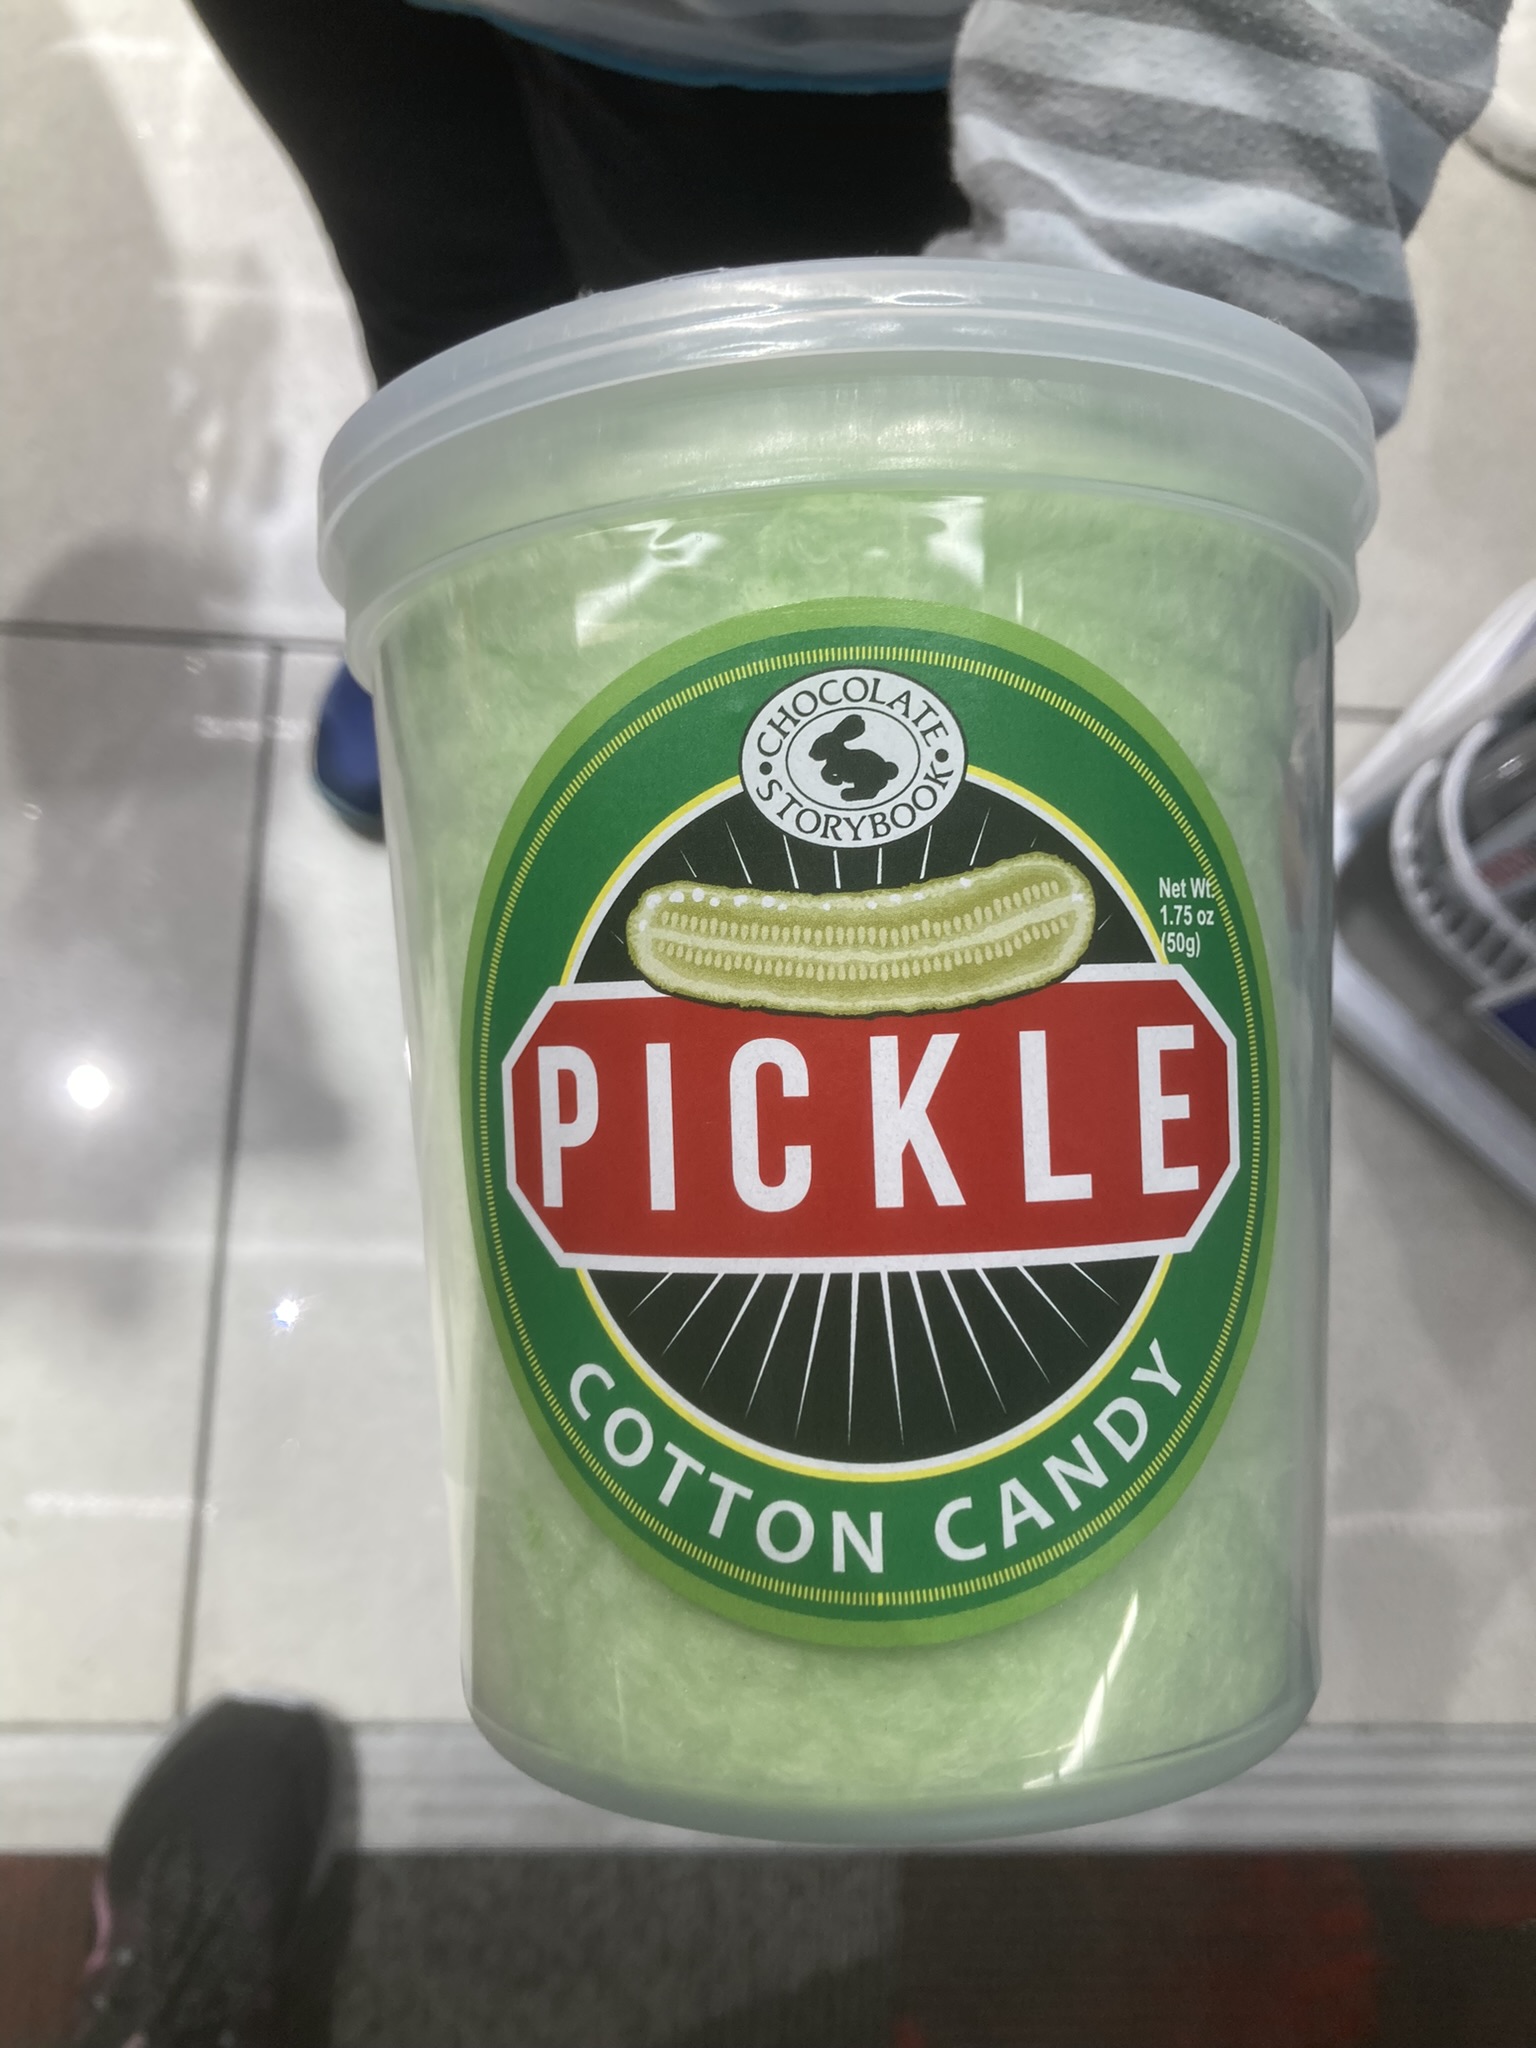 CHOCOLATE
STORYBOOK
Net Wt.
1.75 oz
(50g)
PICKLE
COTTON CANDY